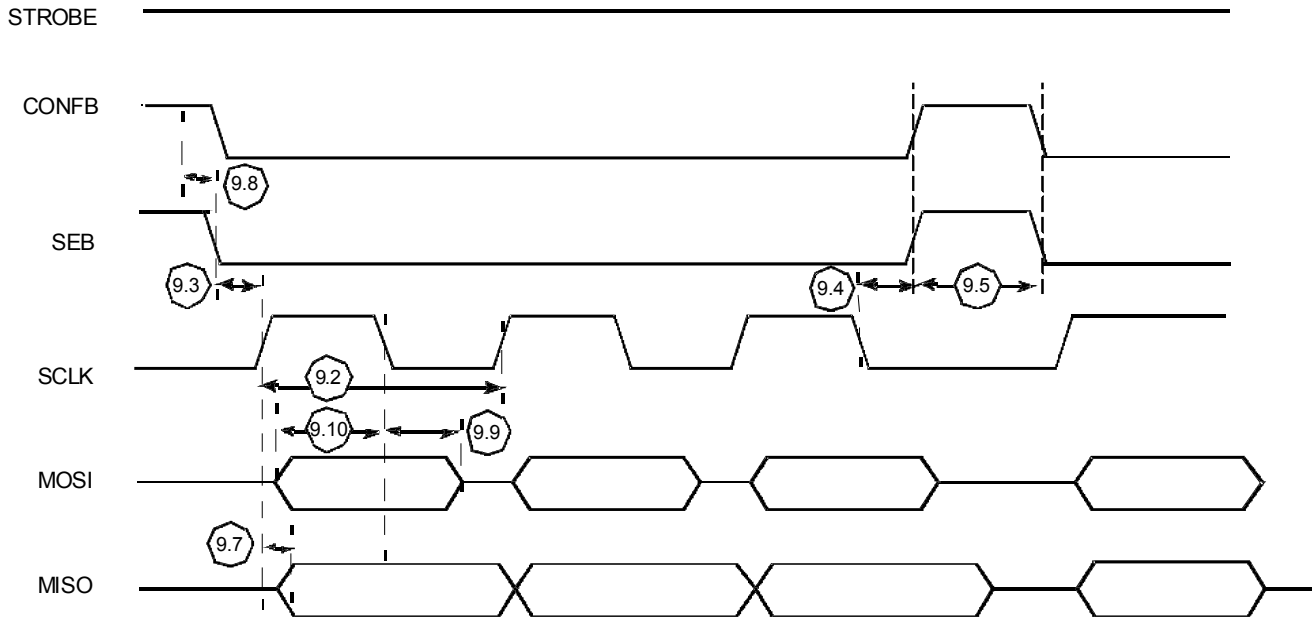 STROBE
CONFB
9.8
SEB
9.3
9.4
9.5
SCLK
9.2
9.10
9.9
MOSI
9.7
MISO